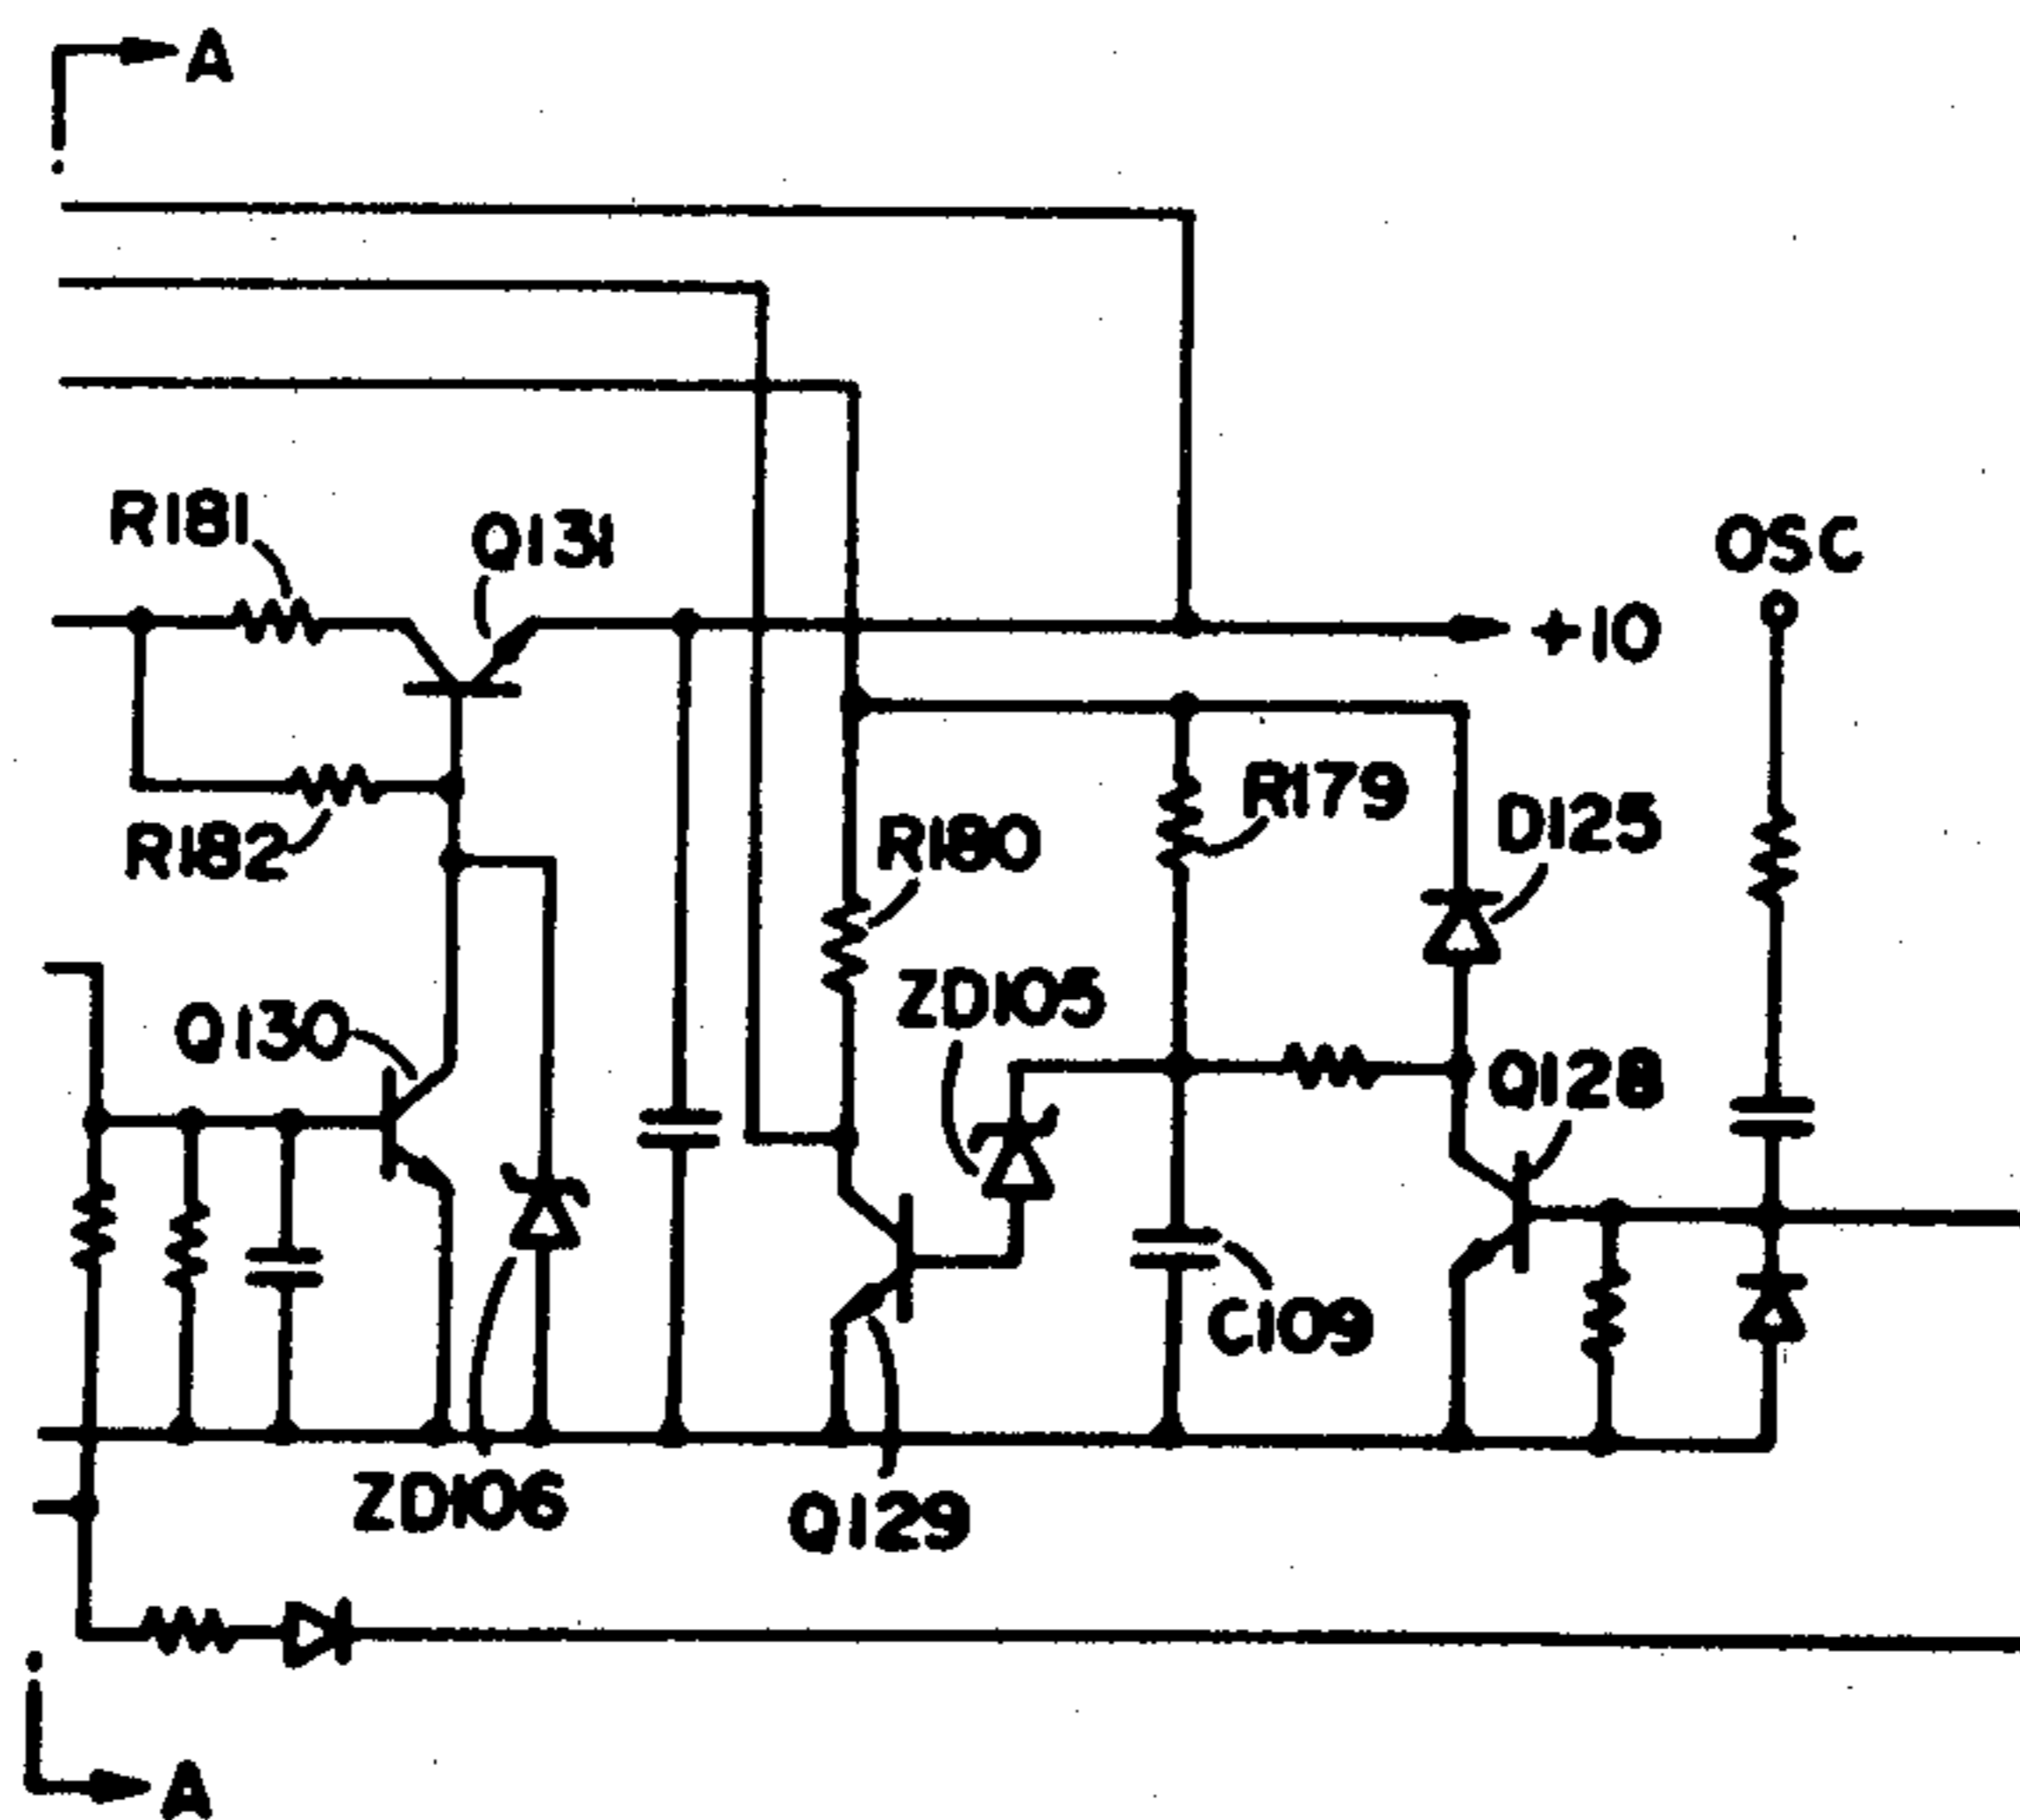 A
R181
Q131
OSC
+10
R179
D125
R182
R180
ZD105
Q130
Q128
C109
ZD106
Q129
A